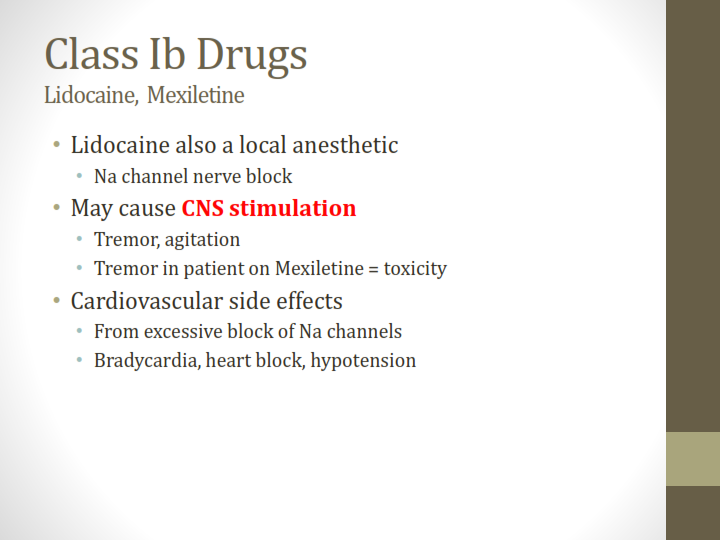 Class Ib Drugs
Lidocaine, Mexiletine
• Lidocaine also a local anesthetic
• Na channel nerve block
• May cause CNS stimulation
• Tremor, agitation
• Tremor in patient on Mexiletine = toxicity
• Cardiovascular side effects
• From excessive block of Na channels
• Bradycardia, heart block, hypotension